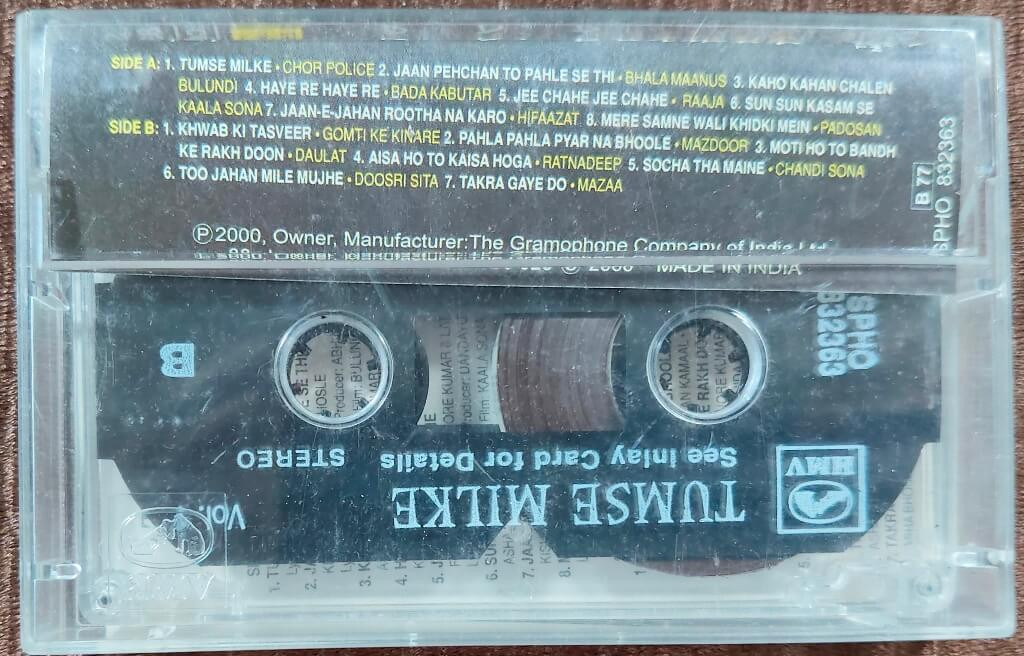 SIDE A: 1. TUMSE MILKE • CHOR POLICE 2. JAAN PEHCHAN TO PAHLE SE THI • BHALA MAANUS 3. KAHO KAHAN CHALEN
BULUNDI 4. HAYE RE HAYE RE • BADA KABUTAR 5. JEE CHAHE JEE CHAHE • RAAJA 6. SUN SUN KASAM SE
KAALA SONA 7. JAAN-E-JAHAN ROOTHA NA KARO • HIFAAZAT 8. MERE SAMNE WALI KHIDKI MEIN • PADOSAN
SIDE B: 1. KHWAB KI TASVEER • GOMTI KE KINARE 2. PAHLA PAHLA PYAR NA BHOOLE • MAZDOOR 3. MOTI HO TO BANDH
KE RAKH DOON • DAULAT 4. AISA HO TO KAISA HOGA • RATNADEEP 5. SOCHA THA MAINE • CHANDI SONA
6. TOO JAHAN MILE MUJHE • DOOSRI SITA 7. TAKRA GAYE DO • MAZAA
B 77
SPHO 832363
℗2000, Owner, Manufacturer:The Gramophone Company of India Ltd.
2000 MADE IN INDIA
B
SPHO
832363
STEREO
See Inlay Card for Details
TUMSE MILKE
Vol.
HMV